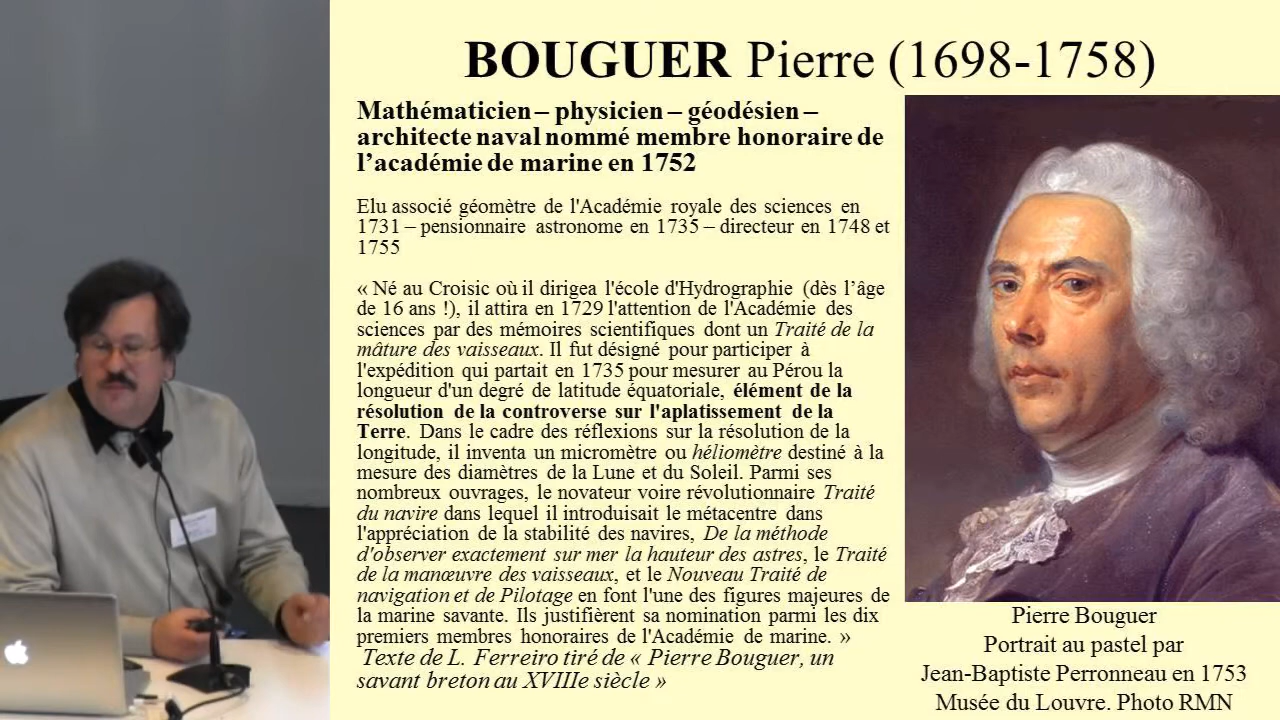 BOUGUER Pierre (1698-1758)
Mathématicien – physicien – géodésien –
architecte naval nommé membre honoraire de
l’académie de marine en 1752
Elu associé géomètre de l'Académie royale des sciences en
1731 – pensionnaire astronome en 1735 – directeur en 1748 et
1755
« Né au Croisic où il dirigea l'école d'Hydrographie (dès l’âge
de 16 ans !), il attira en 1729 l'attention de l'Académie des
sciences par des mémoires scientifiques dont un Traité de la
mâture des vaisseaux. Il fut désigné pour participer à
l'expédition qui partait en 1735 pour mesurer au Pérou la
longueur d'un degré de latitude équatoriale, élément de la
résolution de la controverse sur l'aplatissement de la
Terre. Dans le cadre des réflexions sur la résolution de la
longitude, il inventa un micromètre ou héliomètre destiné à la
mesure des diamètres de la Lune et du Soleil. Parmi ses
nombreux ouvrages, le novateur voire révolutionnaire Traité
du navire dans lequel il introduisait le métacentre dans
l'appréciation de la stabilité des navires, De la méthode
d'observer exactement sur mer la hauteur des astres, le Traité
de la manœuvre des vaisseaux, et le Nouveau Traité de
navigation et de Pilotage en font l'une des figures majeures de
la marine savante. Ils justifièrent sa nomination parmi les dix
premiers membres honoraires de l'Académie de marine. »
Texte de L. Ferreiro tiré de « Pierre Bouguer, un
savant breton au XVIIIe siècle »
Pierre Bouguer
Portrait au pastel par
Jean-Baptiste Perronneau en 1753
Musée du Louvre. Photo RMN